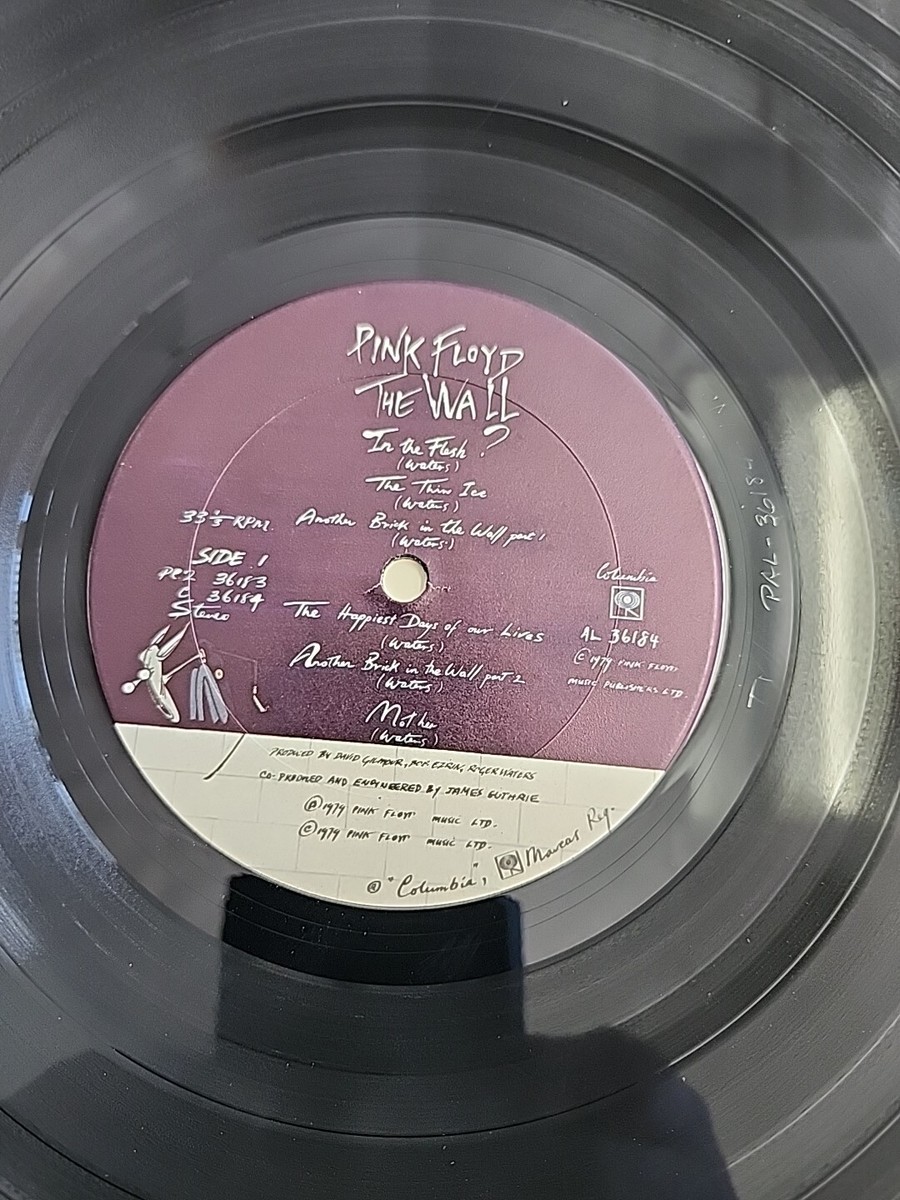 PINK FLOYD
THE WALL
In the Flesh ?
(Waters)
The Thin Ice
(Waters)
33⅓ RPM.
Another Brick in the Wall part 1
(Waters)
SIDE 1
PC2 36183
C 36184
Stereo
The Happiest Days of our Lives
(Waters)
Another Brick in the Wall part 2
(Waters)
Mother
(Waters)
Columbia
AL 36184
© 1979 PINK FLOYD
MUSIC PUBLISHERS LTD.
PRODUCED BY DAVID GILMOUR, BOB EZRIN, ROGER WATERS
CO-PRODUCED AND ENGINEERED BY JAMES GUTHRIE
℗ 1979 PINK FLOYD MUSIC LTD.
© 1979 PINK FLOYD MUSIC LTD.
® "Columbia", Marcas Reg.
PAL-36184